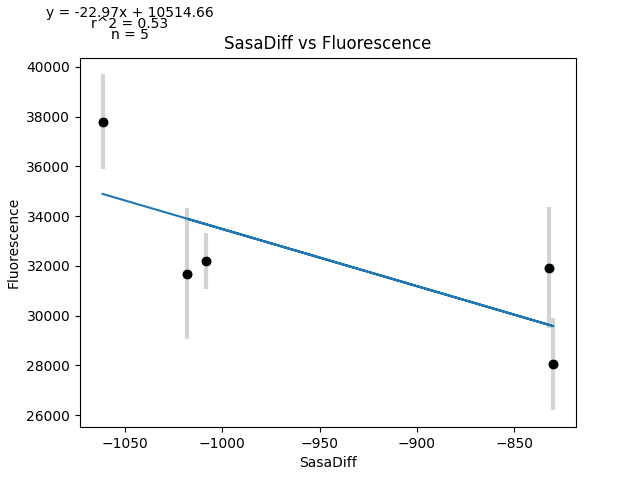 y = -22.97x + 10514.66
r^2 = 0.53
n = 5
SasaDiff vs Fluorescence
40000
38000
36000
34000
32000
30000
28000
26000
Fluorescence
−1050
−1000
−950
−900
−850
SasaDiff